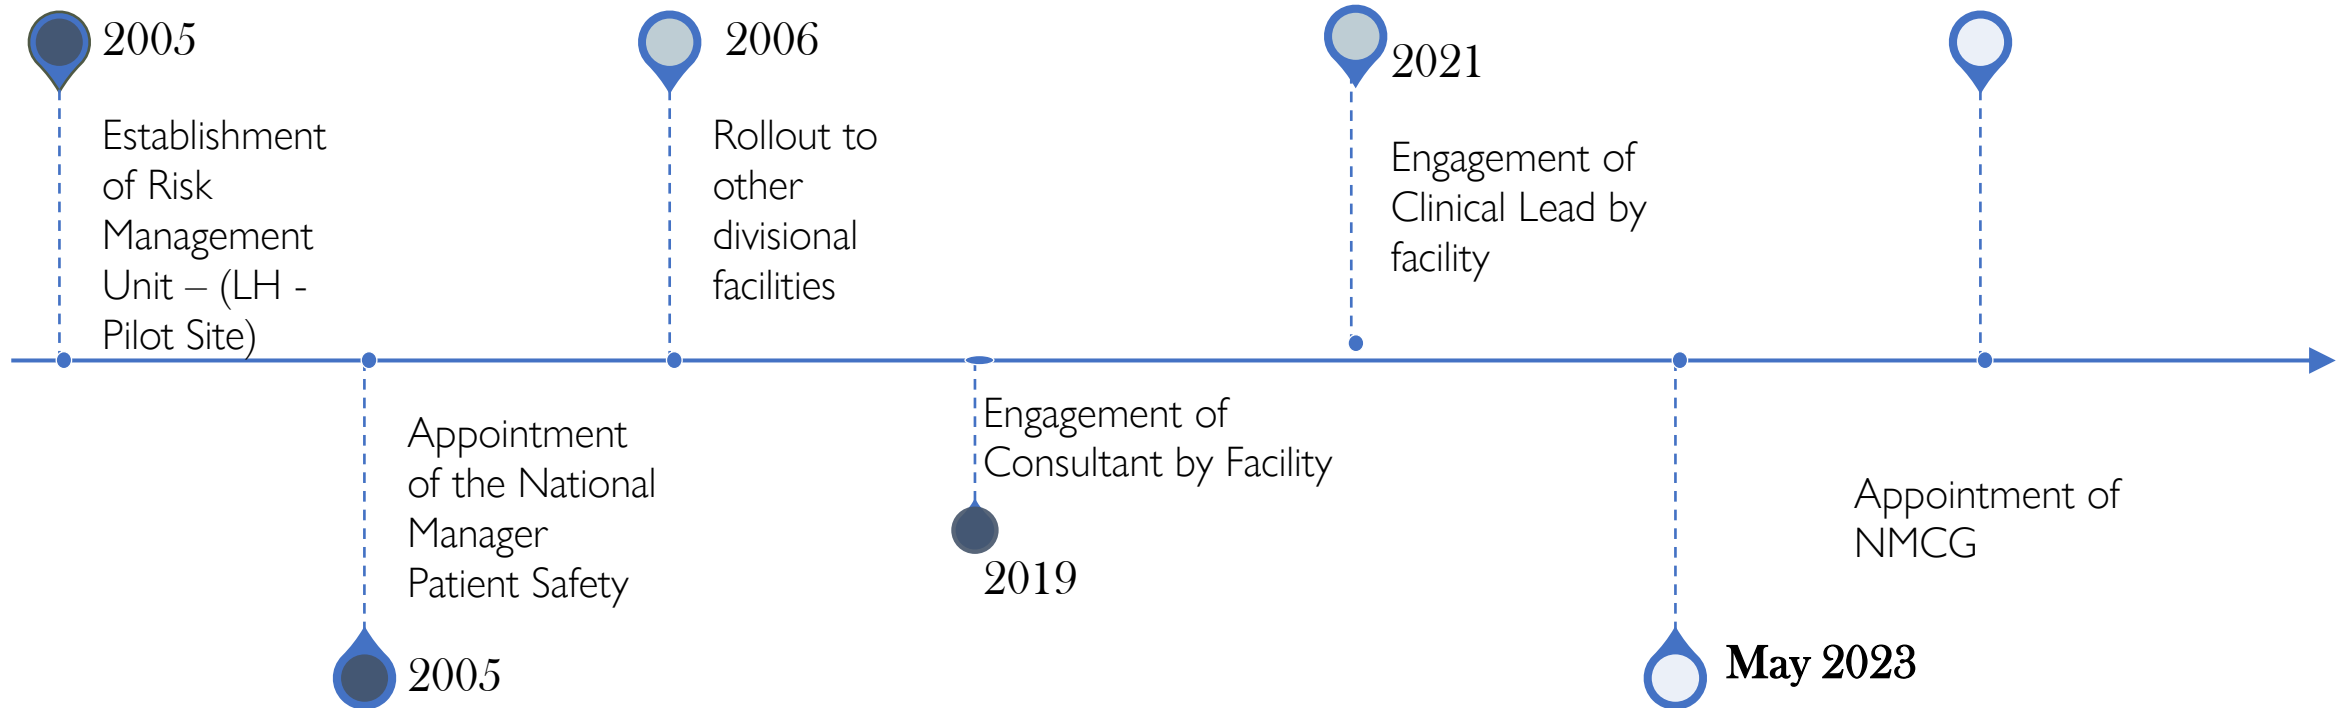 2005
Establishment
of Risk
Management
Unit – (LH -
Pilot Site)
Appointment
of the National
Manager
Patient Safety
2005
2006
Rollout to
other
divisional
facilities
Engagement of
Consultant by Facility
2019
2021
Engagement of
Clinical Lead by
facility
May 2023
Appointment of
NMCG